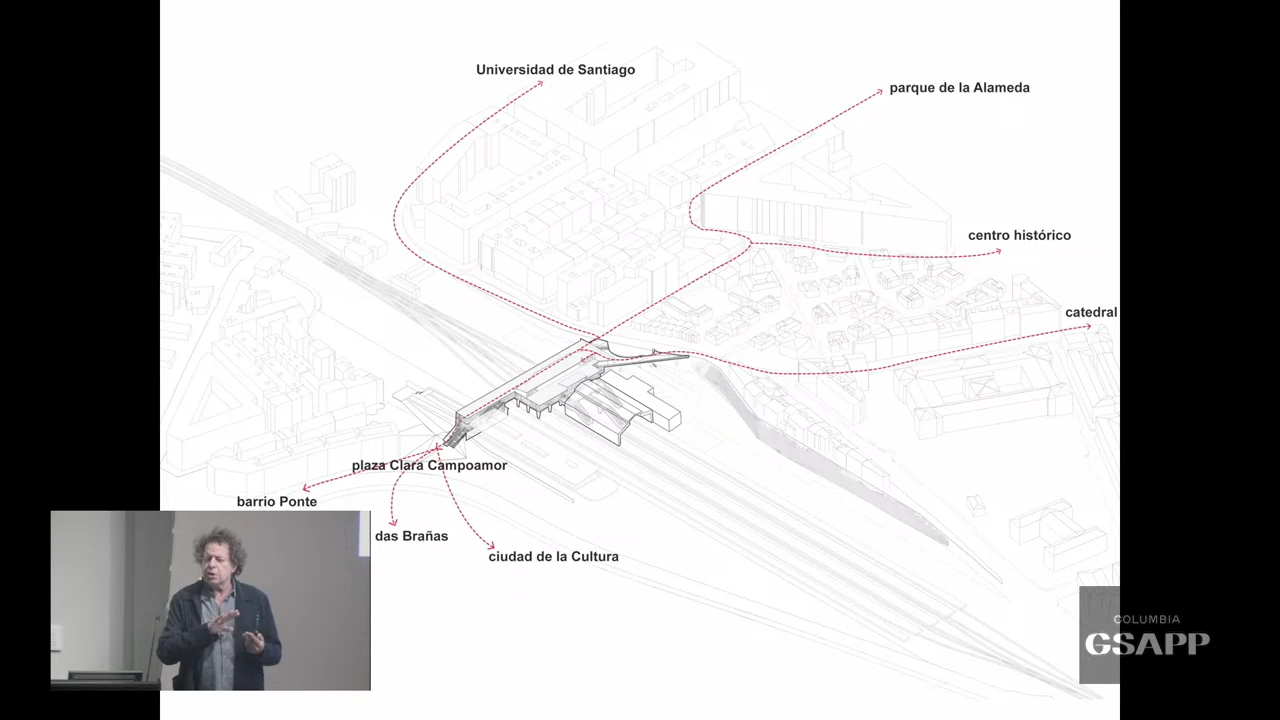 Universidad de Santiago
parque de la Alameda
centro histórico
catedral
plaza Clara Campoamor
barrio Ponte
das Brañas
ciudad de la Cultura
COLUMBIA
GSAPP